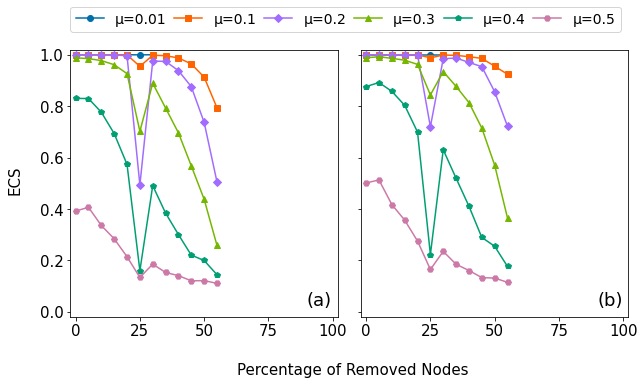 μ=0.01 μ=0.1 μ=0.2 μ=0.3 μ=0.4 μ=0.5
1.0
0.8
0.6
0.4
0.2
0.0
ECS
(a) (b)
0 25 50 75 100 0 25 50 75 100
Percentage of Removed Nodes